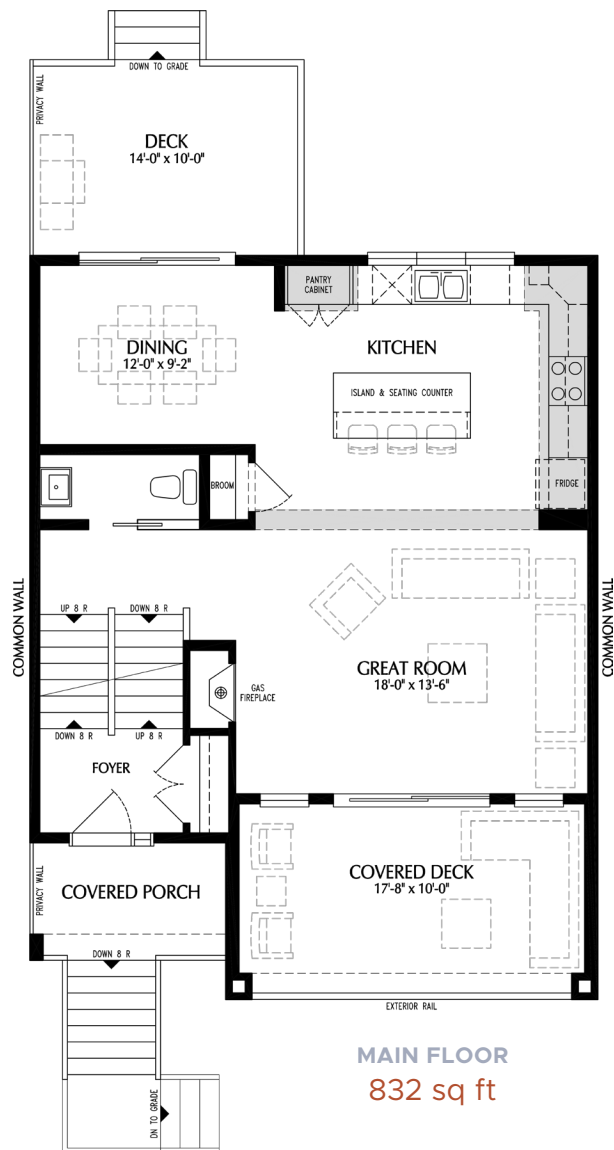 DOWN TO GRADE
PRIVACY WALL
DECK
14'-0" x 10'-0"
PANTRY
CABINET
DINING
12'-0" x 9'-2"
KITCHEN
ISLAND & SEATING COUNTER
BROOM
FRIDGE
COMMON WALL
COMMON WALL
UP 8 R
DOWN 8 R
GREAT ROOM
18'-0" x 13'-6"
GAS
FIREPLACE
DOWN 8 R
UP 8 R
FOYER
PRIVACY WALL
COVERED PORCH
COVERED DECK
17'-8" x 10'-0"
DOWN 8 R
EXTERIOR RAIL
DN TO GRADE
MAIN FLOOR
832 sq ft